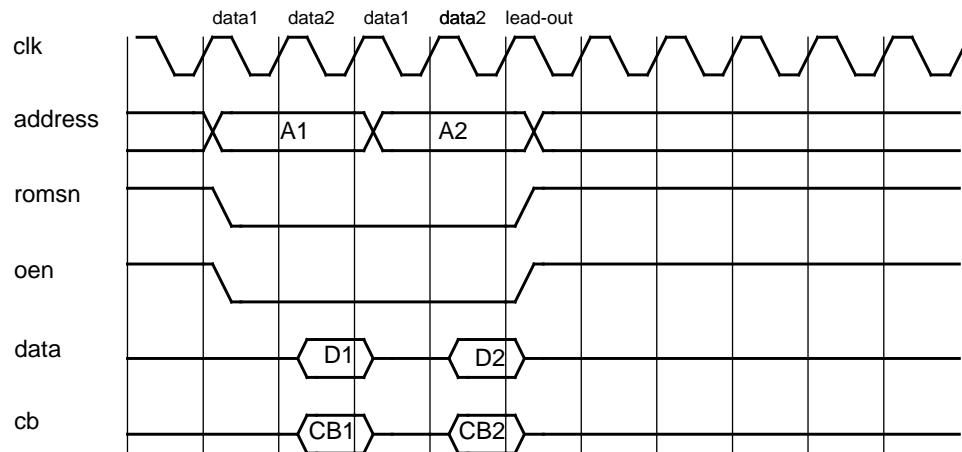 data1 data2 data1 data2 lead-out
clk
address A1 A2
romsn
oen
data D1 D2
cb CB1 CB2